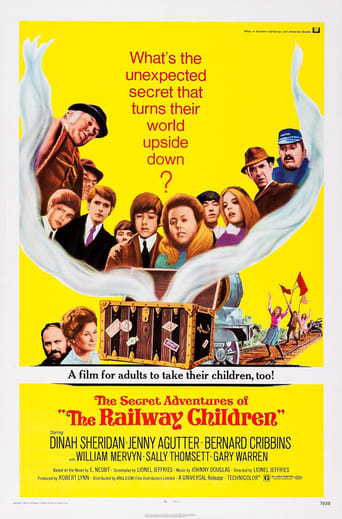 What's the
unexpected
secret that
turns their
world
upside
down
?
A film for adults to take their children, too!
The Secret Adventures of
"The Railway Children"
Starring
DINAH SHERIDAN • JENNY AGUTTER • BERNARD CRIBBINS
with WILLIAM MERVYN • SALLY THOMSETT • GARY WARREN
Based on the Novel by E. NESBIT • Screenplay by LIONEL JEFFRIES • Music by JOHNNY DOUGLAS • Directed by LIONEL JEFFRIES
Produced by ROBERT LYNN • Distributed by ANGLO-EMI Film Distributors Limited • A UNIVERSAL Release • TECHNICOLOR®